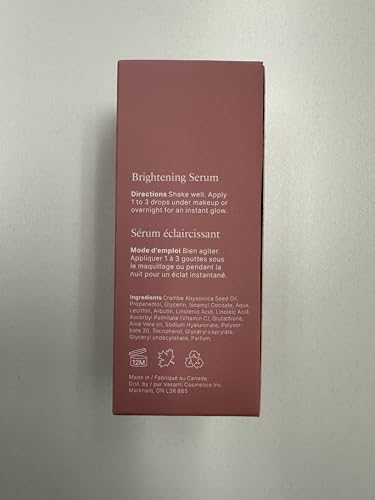 Brightening Serum
Directions Shake well. Apply
1 to 3 drops under makeup or
overnight for an instant glow.
Sérum éclaircissant
Mode d'emploi Bien agiter.
Appliquer 1 à 3 gouttes sous
le maquillage ou pendant la
nuit pour un éclat instantané.
Ingredients Crambe Abyssinica Seed Oil,
Propanediol, Glycerin, Isoamyl Cocoate, Aqua,
Lecithin, Arbutin, Linolenic Acid, Linoleic Acid,
Ascorbyl Palmitate (Vitamin C), Glutathione,
Aloe Vera oil, Sodium Hyaluronate, Polysor-
bate 20, Tocopherol, Glyceryl caprylate,
Glyceryl undecylenate, Parfum.
12M
Made in / Fabriqué au Canada
Dist. by / par Vasanti Cosmetics Inc.
Markham, ON L3R 8B5